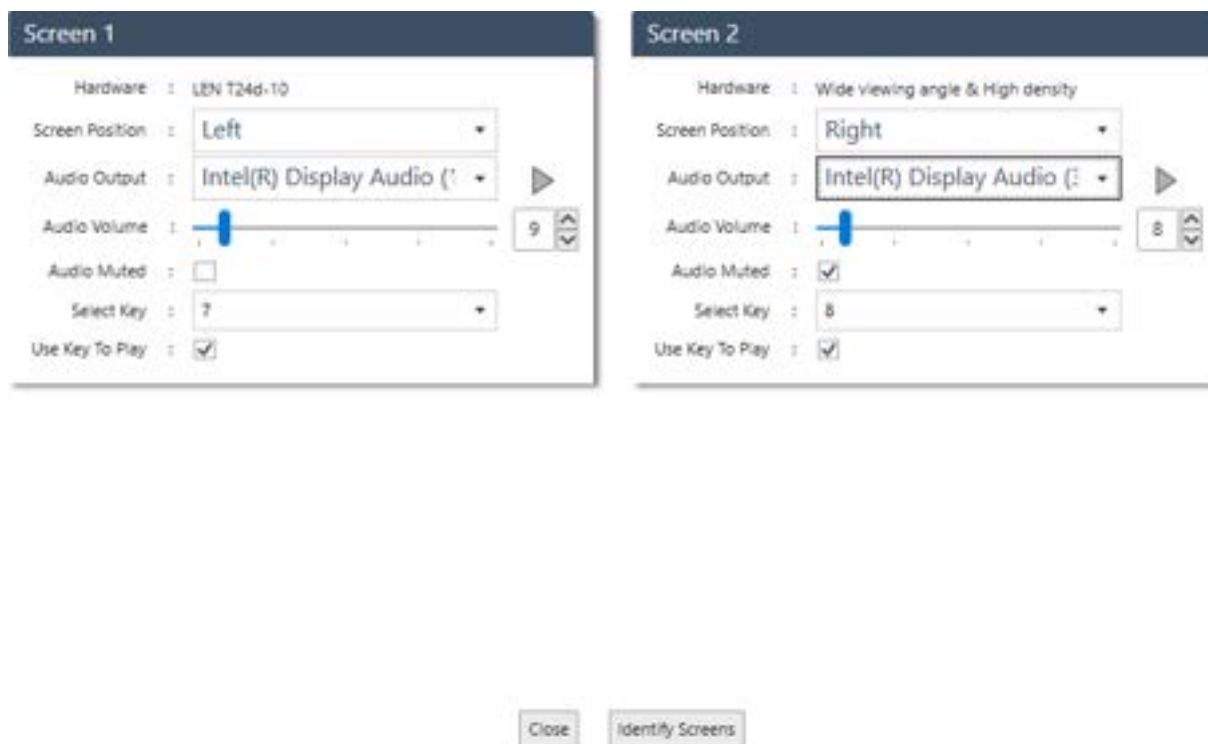 Screen 1
Hardware : LEN T24d-10
Screen Position : Left
Audio Output : Intel(R) Display Audio (
Audio Volume : 9
Audio Muted :
Select Key : 7
Use Key To Play :
Screen 2
Hardware : Wide viewing angle & High density
Screen Position : Right
Audio Output : Intel(R) Display Audio (
Audio Volume : 8
Audio Muted :
Select Key : 8
Use Key To Play :
Close
Identify Screens